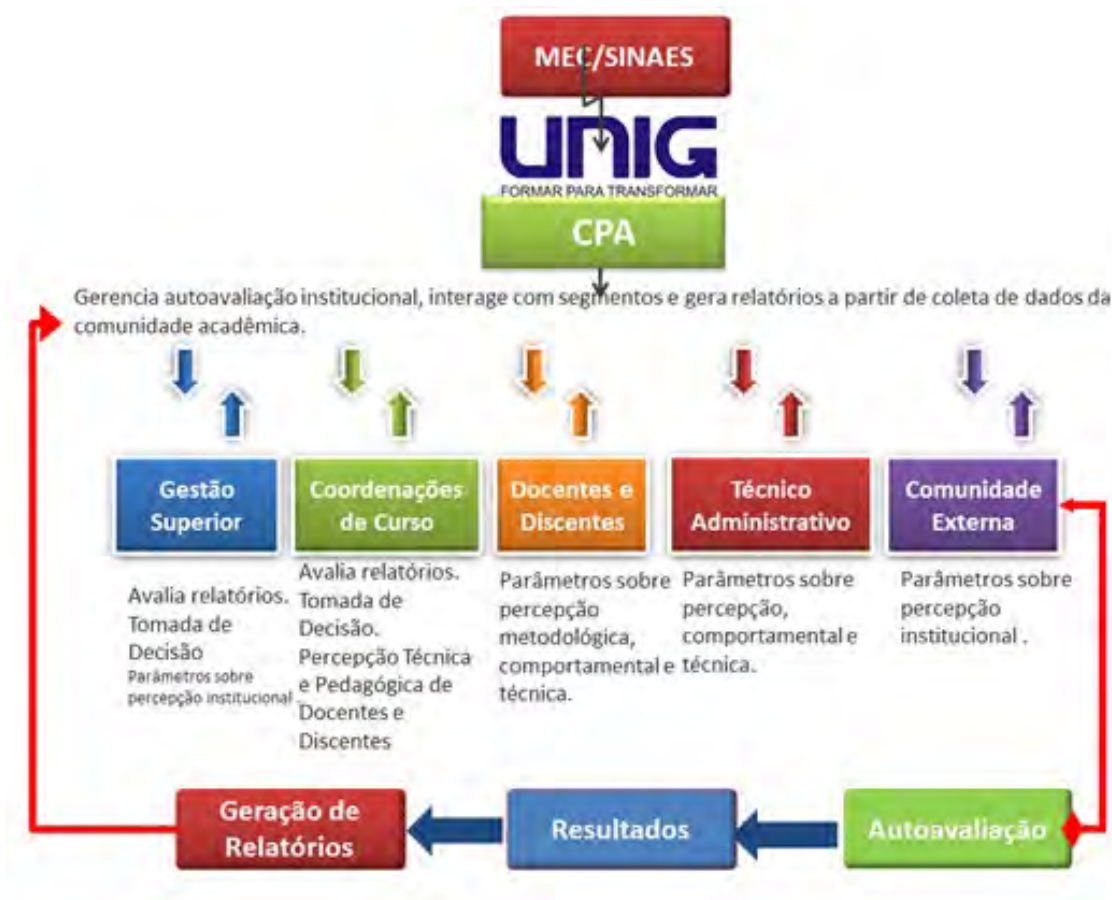 MEC/SINAES
UNIG
FORMAR PARA TRANSFORMAR
CPA
Gerencia autoavaliação institucional, interage com segmentos e gera relatórios a partir de coleta de dados da
comunidade acadêmica.
Gestão
Superior
Avalia relatórios.
Tomada de
Decisão
Parâmetros sobre
percepção institucional
Coordenações
de Curso
Avalia relatórios.
Tomada de
Decisão.
Percepção Técnica
e Pedagógica de
Docentes e
Discentes
Docentes e
Discentes
Parâmetros sobre
percepção
metodológica,
comportamental e
técnica.
Técnico
Administrativo
Parâmetros sobre
percepção,
comportamental e
técnica.
Comunidade
Externa
Parâmetros sobre
percepção
institucional .
Geração de
Relatórios
Resultados
Autoavaliação